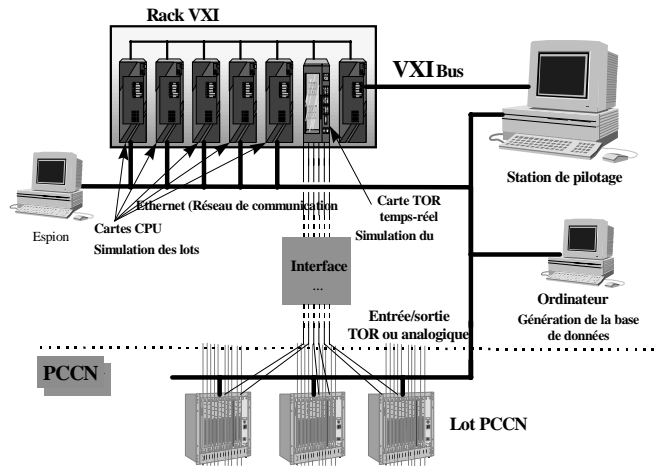 Rack VXI
VXI Bus
Station de pilotage
Espion
Ethernet (Réseau de communication
Cartes CPU
Simulation des lots
Carte TOR
temps-réel
Simulation du
Interface
...
Ordinateur
Génération de la base
de données
Entrée/sortie
TOR ou analogique
PCCN
Lot PCCN